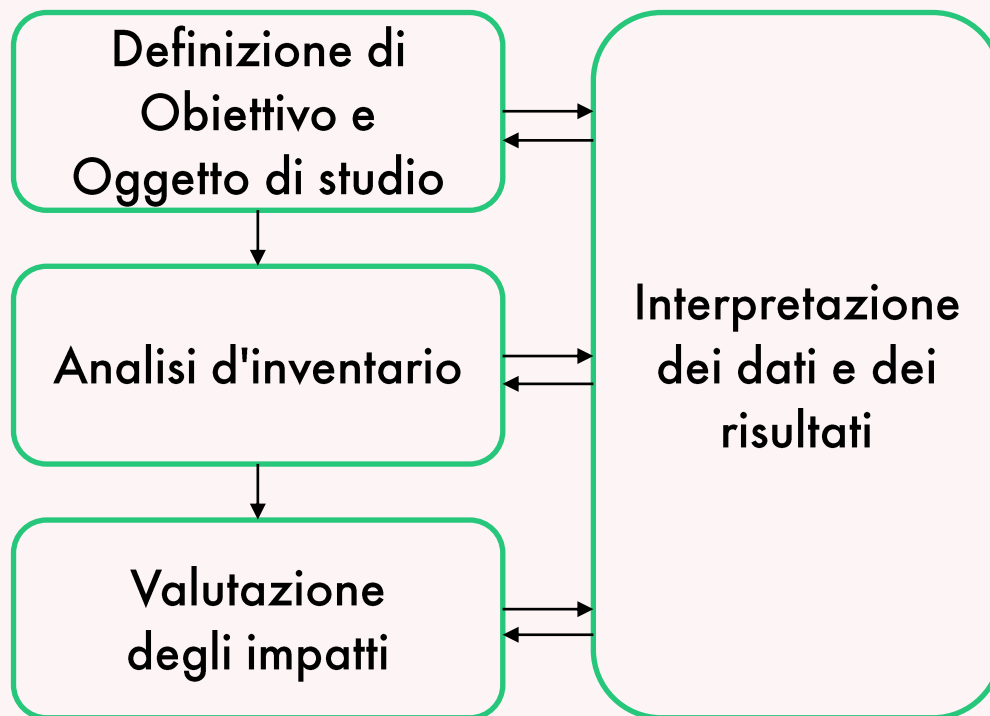 Definizione di
Obiettivo e
Oggetto di studio
Analisi d'inventario
Valutazione
degli impatti
Interpretazione
dei dati e dei
risultati